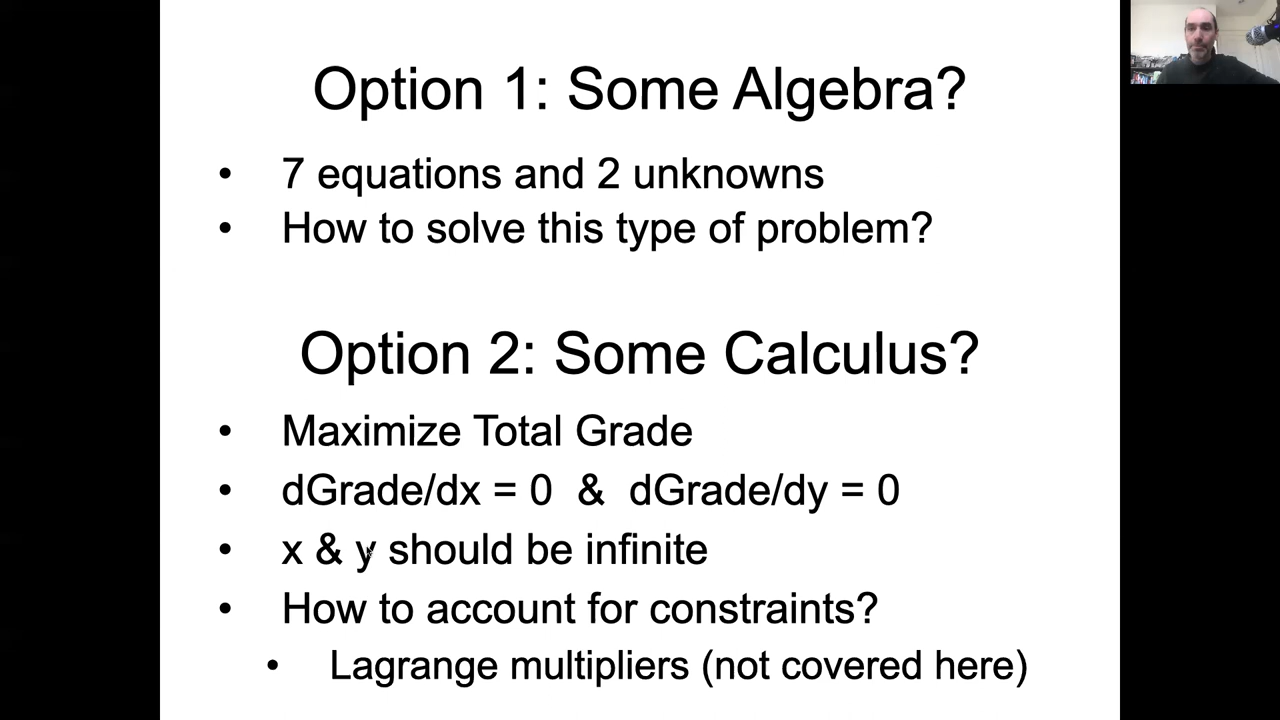 Option 1: Some Algebra?
• 7 equations and 2 unknowns
• How to solve this type of problem?
Option 2: Some Calculus?
• Maximize Total Grade
• dGrade/dx = 0 & dGrade/dy = 0
• x & y should be infinite
• How to account for constraints?
• Lagrange multipliers (not covered here)